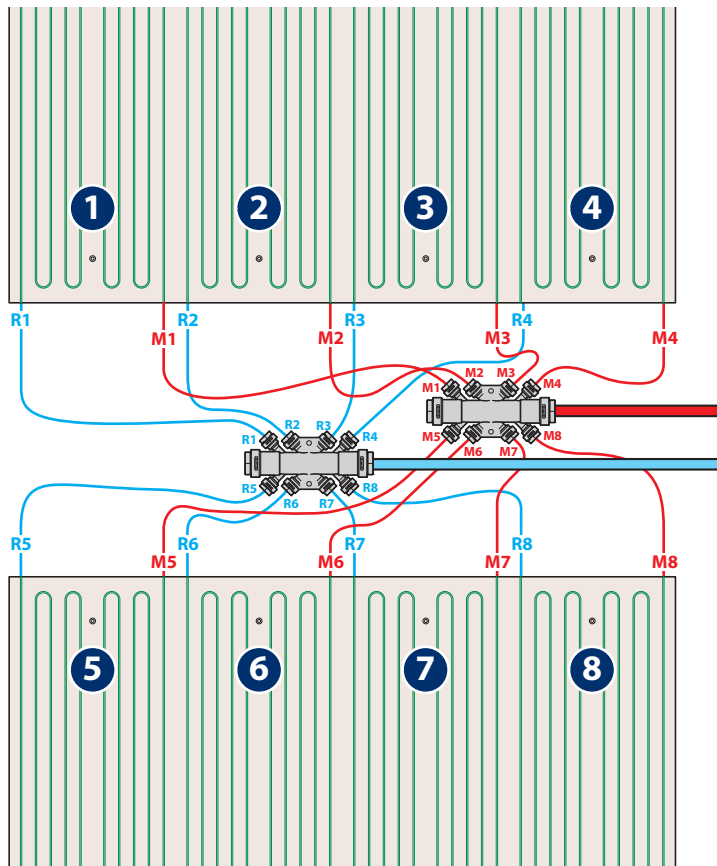 1 2 3 4
R1 M1 R2 M2 R3 M3 R4 M4
M1 M2 M3 M4
M5 M6 M7 M8
R1 R2 R3 R4
R5 R6 R7 R8
R5 M5 R6 M6 R7 M7 R8 M8
5 6 7 8